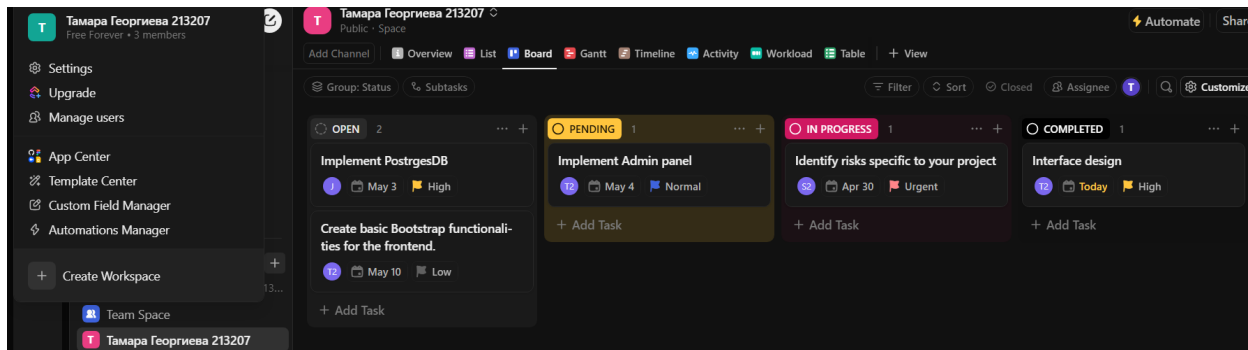 T
Тамара Георгиева 213207
Free Forever • 3 members
Settings
Upgrade
Manage users
App Center
Template Center
Custom Field Manager
Automations Manager
Create Workspace
13...
Team Space
T Тамара Георгиева 213207
T Тамара Георгиева 213207
Public • Space
Automate Share
Add Channel Overview List Board Gantt Timeline Activity Workload Table + View
Group: Status Subtasks Filter Sort Closed Assignee T Customize
OPEN 2 ... +
Implement PostrgesDB
J May 3 High
Create basic Bootstrap functionali-
ties for the frontend.
T2 May 10 Low
+ Add Task
PENDING 1 ... +
Implement Admin panel
T2 May 4 Normal
+ Add Task
IN PROGRESS 1 ... +
Identify risks specific to your project
S2 Apr 30 Urgent
+ Add Task
COMPLETED 1 ... +
Interface design
T2 Today High
+ Add Task